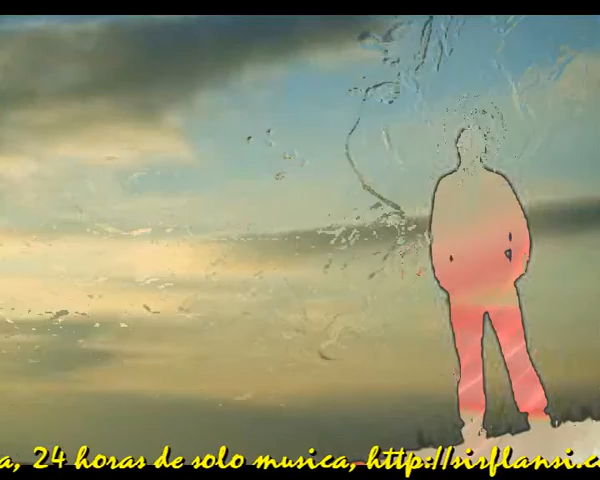 a, 24 horas de solo musica, http://sirflansi.c